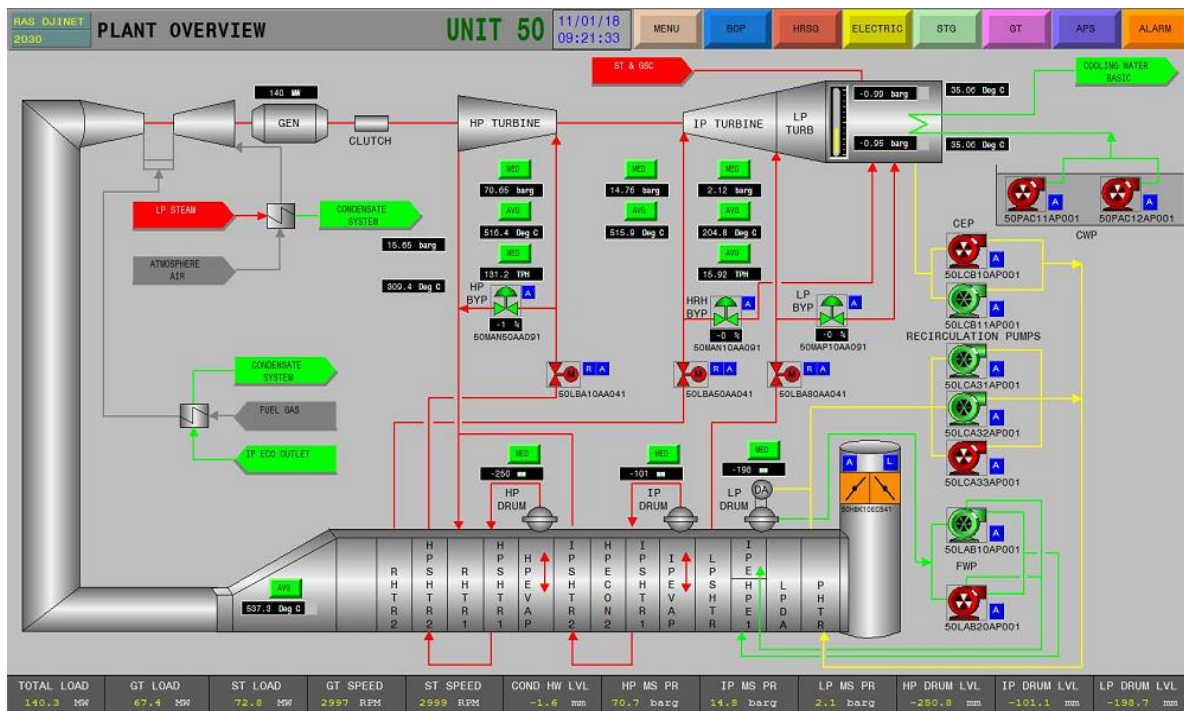 RAS DJINET
2030
PLANT OVERVIEW
UNIT 50
11/01/18
09:21:33
MENU
BOP
HRSG
ELECTRIC
STG
GT
APS
ALARM
ST & GSC
COOLING WATER
BASIC
140 MW
GEN
CLUTCH
HP TURBINE
IP TURBINE
LP
TURB
-0.99 barg
35.06 Deg C
-0.95 barg
35.06 Deg C
MED
70.65 barg
AVG
516.4 Deg C
MED
131.2 TPH
MED
14.76 barg
AVG
515.9 Deg C
MED
2.12 barg
AVG
204.8 Deg C
AVG
15.92 TPH
LP STEAM
CONDENSATE
SYSTEM
ATMOSPHERE
AIR
15.65 barg
309.4 Deg C
HP
BYP
A
-1 %
50MAN50AA091
HRH
BYP
A
-0 %
50MAN10AA091
LP
BYP
A
-0 %
50MAP10AA091
M
R A
50LBA10AA041
M
R A
50LBA50AA041
M
R A
50LBA80AA041
A
50PAC11AP001
A
50PAC12AP001
CWP
CEP
A
50LCB10AP001
A
50LCB11AP001
RECIRCULATION PUMPS
A
50LCA31AP001
A
50LCA32AP001
A
50LCA33AP001
A
50LAB10AP001
FWP
A
50LAB20AP001
CONDENSATE
SYSTEM
FUEL GAS
IP ECO OUTLET
MED
-250 mm
HP
DRUM
MED
-101 mm
IP
DRUM
MED
-198 mm
LP
DRUM
DA
A L
AVG
537.3 Deg C
RHTR2
HPSHTR2
RHTR1
HPSHTR1
HPEVAP
IPSHTR2
HPECON2
IPSHTR1
IPEVAP
LPSHTR
IPE
HPE1
LPDA
PHTR
TOTAL LOAD
140.3 MW
GT LOAD
67.4 MW
ST LOAD
72.8 MW
GT SPEED
2997 RPM
ST SPEED
2999 RPM
COND HW LVL
-1.6 mm
HP MS PR
70.7 barg
IP MS PR
14.8 barg
LP MS PR
2.1 barg
HP DRUM LVL
-250.8 mm
IP DRUM LVL
-101.1 mm
LP DRUM LVL
-198.7 mm